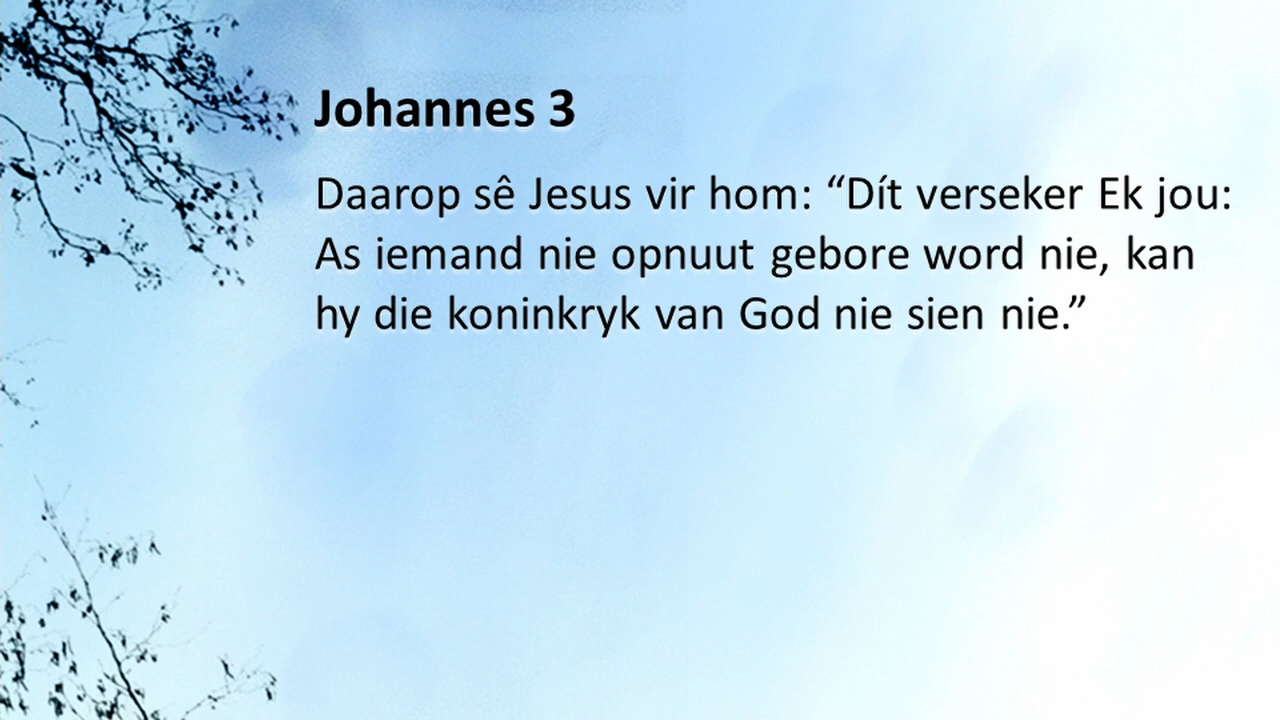 Johannes 3
Daarop sê Jesus vir hom: “Dít verseker Ek jou:
As iemand nie opnuut gebore word nie, kan
hy die koninkryk van God nie sien nie.”